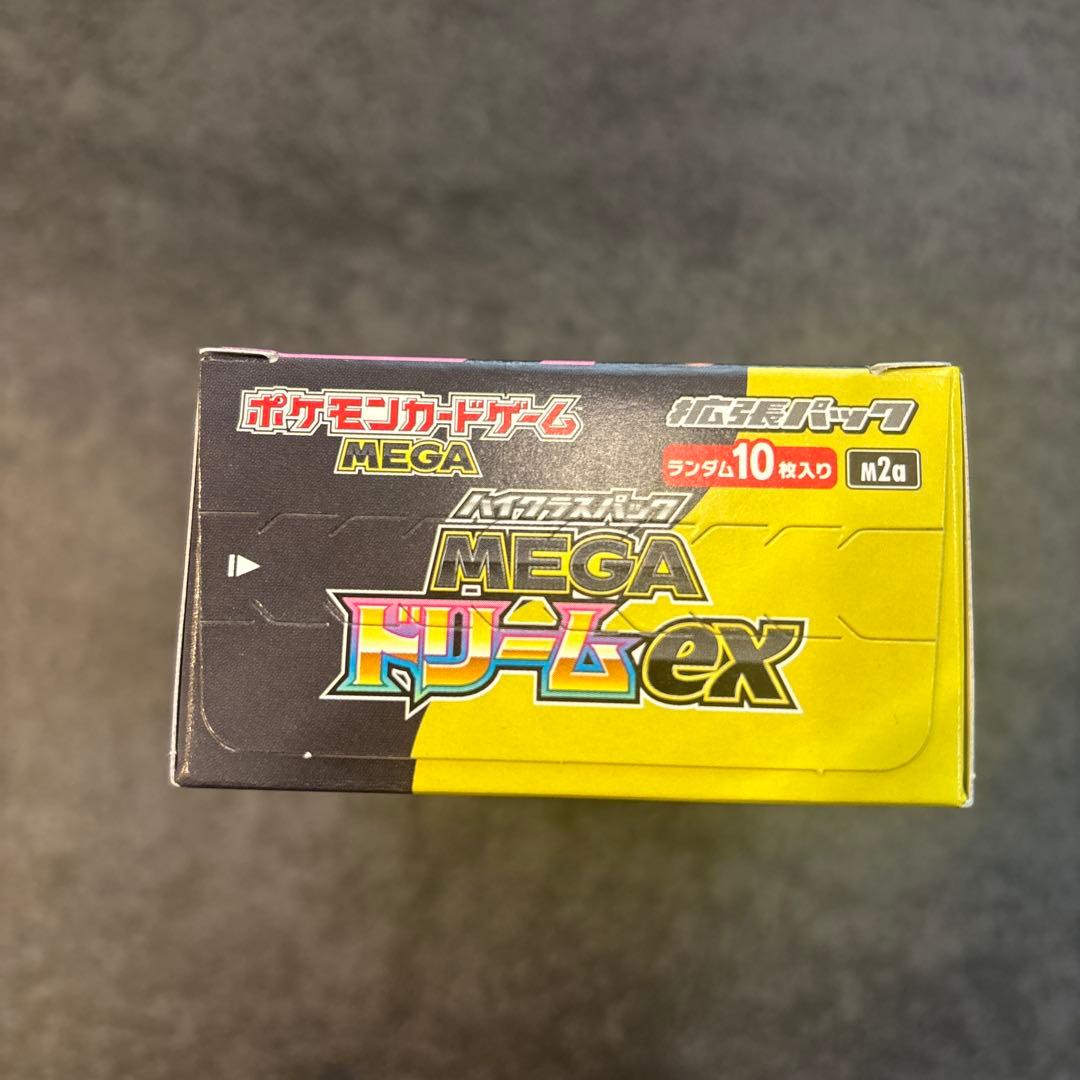 ポケモンカードゲーム
MEGA
拡張パック
ランダム10枚入り
M2a
ハイクラスパック
MEGA
ドリームex